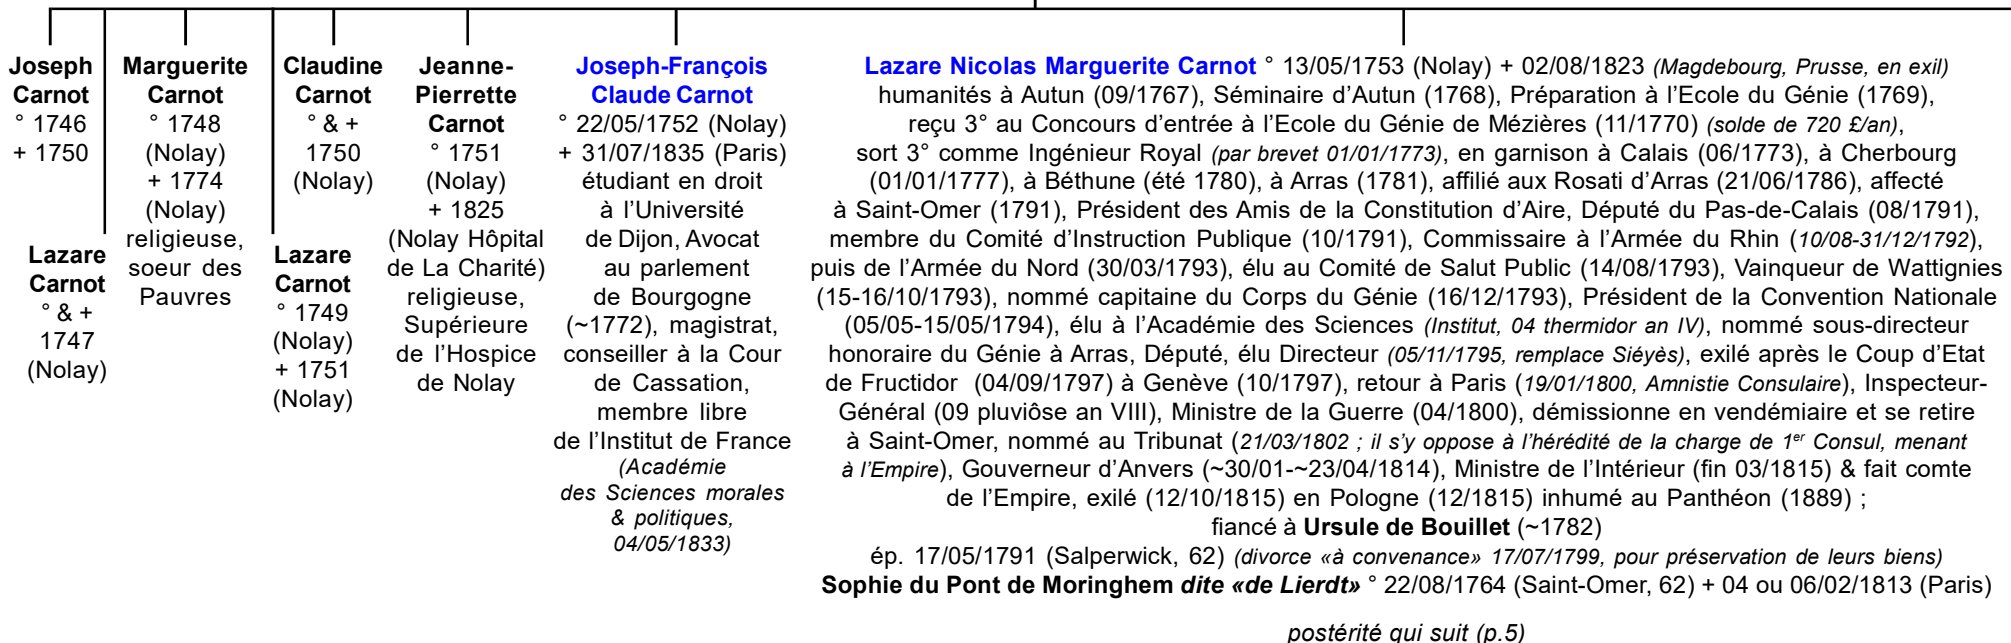 Joseph
Carnot
° 1746
+ 1750
Lazare
Carnot
° & +
1747
(Nolay)
Marguerite
Carnot
° 1748
(Nolay)
+ 1774
(Nolay)
religieuse,
soeur des
Pauvres
Lazare
Carnot
° 1749
(Nolay)
+ 1751
(Nolay)
Claudine
Carnot
° & +
1750
(Nolay)
Jeanne-
Pierrette
Carnot
° 1751
(Nolay)
+ 1825
(Nolay Hôpital
de La Charité)
religieuse,
Supérieure
de l’Hospice
de Nolay
Joseph-François
Claude Carnot
° 22/05/1752 (Nolay)
+ 31/07/1835 (Paris)
étudiant en droit
à l’Université
de Dijon, Avocat
au parlement
de Bourgogne
(~1772), magistrat,
conseiller à la Cour
de Cassation,
membre libre
de l’Institut de France
(Académie
des Sciences morales
& politiques,
04/05/1833)
Lazare Nicolas Marguerite Carnot ° 13/05/1753 (Nolay) + 02/08/1823 (Magdebourg, Prusse, en exil)
humanités à Autun (09/1767), Séminaire d’Autun (1768), Préparation à l’Ecole du Génie (1769),
reçu 3° au Concours d’entrée à l’Ecole du Génie de Mézières (11/1770) (solde de 720 £/an),
sort 3° comme Ingénieur Royal (par brevet 01/01/1773), en garnison à Calais (06/1773), à Cherbourg
(01/01/1777), à Béthune (été 1780), à Arras (1781), affilié aux Rosati d’Arras (21/06/1786), affecté
à Saint-Omer (1791), Président des Amis de la Constitution d’Aire, Député du Pas-de-Calais (08/1791),
membre du Comité d’Instruction Publique (10/1791), Commissaire à l’Armée du Rhin (10/08-31/12/1792),
puis de l’Armée du Nord (30/03/1793), élu au Comité de Salut Public (14/08/1793), Vainqueur de Wattignies
(15-16/10/1793), nommé capitaine du Corps du Génie (16/12/1793), Président de la Convention Nationale
(05/05-15/05/1794), élu à l’Académie des Sciences (Institut, 04 thermidor an IV), nommé sous-directeur
honoraire du Génie à Arras, Député, élu Directeur (05/11/1795, remplace Siéyès), exilé après le Coup d’Etat
de Fructidor (04/09/1797) à Genève (10/1797), retour à Paris (19/01/1800, Amnistie Consulaire), Inspecteur-
Général (09 pluviôse an VIII), Ministre de la Guerre (04/1800), démissionne en vendémiaire et se retire
à Saint-Omer, nommé au Tribunat (21/03/1802 ; il s’y oppose à l’hérédité de la charge de 1er Consul, menant
à l’Empire), Gouverneur d’Anvers (~30/01-~23/04/1814), Ministre de l’Intérieur (fin 03/1815) & fait comte
de l’Empire, exilé (12/10/1815) en Pologne (12/1815) inhumé au Panthéon (1889) ;
fiancé à Ursule de Bouillet (~1782)
ép. 17/05/1791 (Salperwick, 62) (divorce «à convenance» 17/07/1799, pour préservation de leurs biens)
Sophie du Pont de Moringhem dite «de Lierdt» ° 22/08/1764 (Saint-Omer, 62) + 04 ou 06/02/1813 (Paris)
postérité qui suit (p.5)